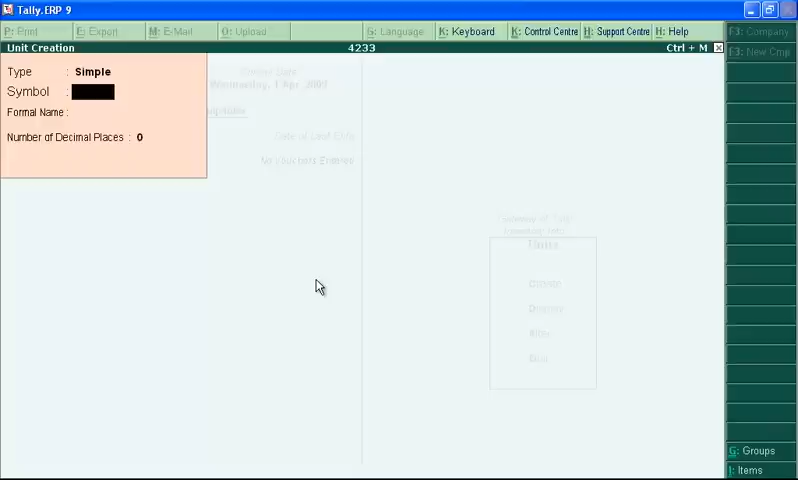 Tally.ERP 9
P: Print E: Export M: E-Mail O: Upload G: Language K: Keyboard K: Control Centre H: Support Centre H: Help F3: Company
Unit Creation 4233 Ctrl + M
F3: New Cmp
Type : Simple
Symbol :
Formal Name :
Number of Decimal Places : 0
Wednesday, 1 Apr, 2009
Date of Last Entry
No Vouchers Entered
Units
Create
Display
Alter
Quit
G: Groups
I: Items